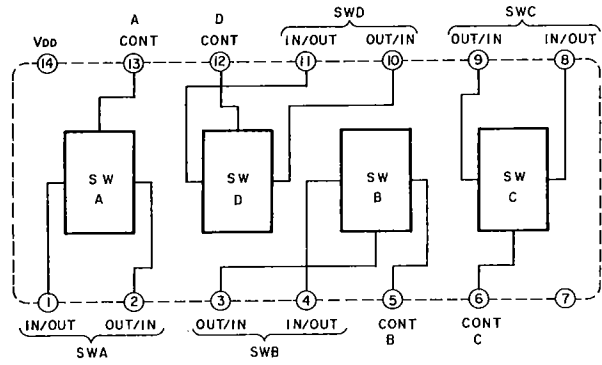 A D SWD SWC
VDD CONT CONT IN/OUT OUT/IN OUT/IN IN/OUT
14 13 12 11 10 9 8
SW A
SW D
SW B
SW C
1 2 3 4 5 6 7
IN/OUT OUT/IN OUT/IN IN/OUT CONT B CONT C
SWA SWB